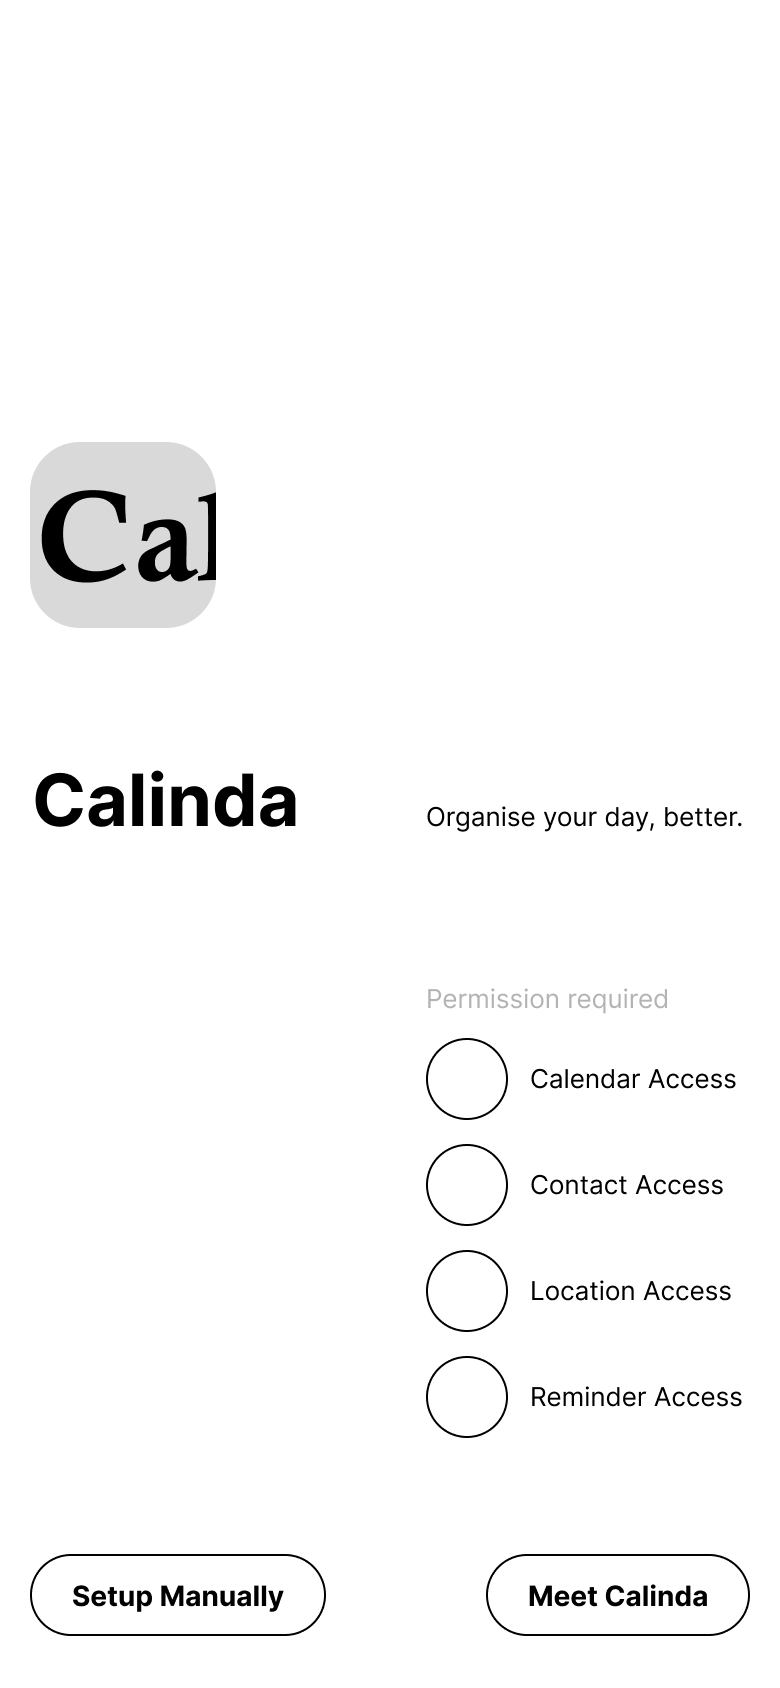 Cal
Calinda
Organise your day, better.
Permission required
Calendar Access
Contact Access
Location Access
Reminder Access
Setup Manually
Meet Calinda